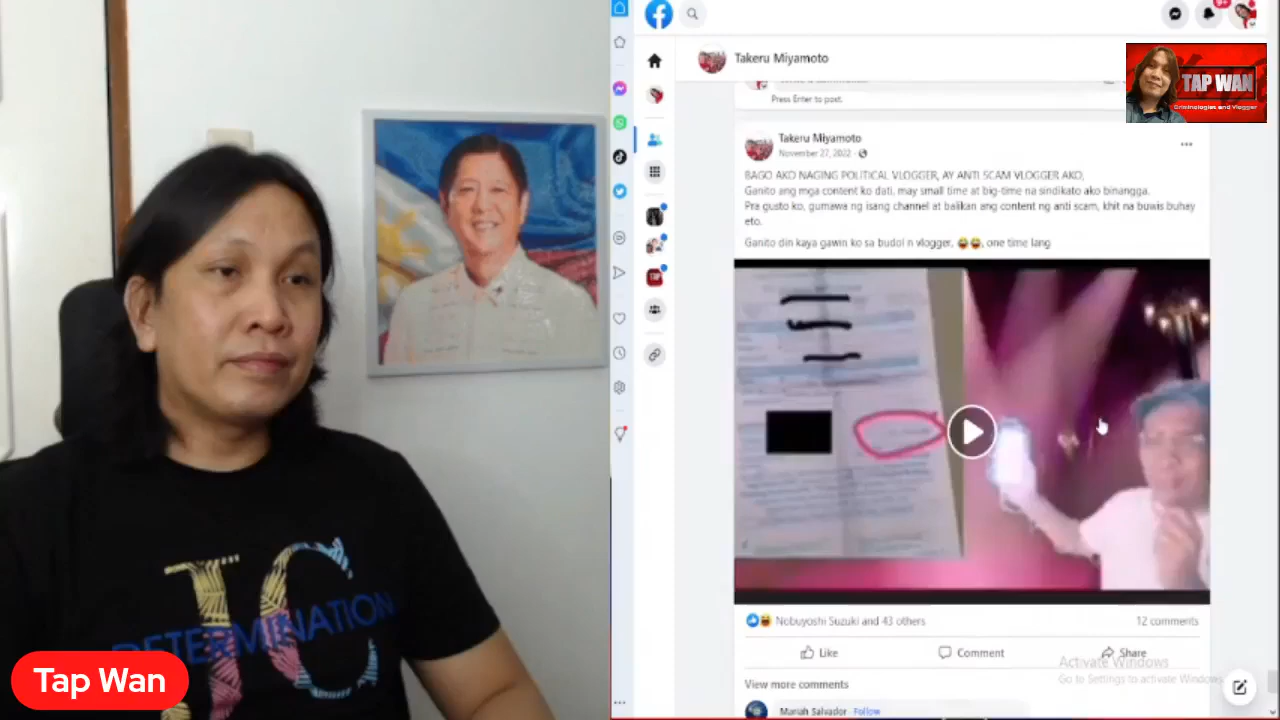 Takeru Miyamoto
TAP WAN
Criminologist and Vlogger
Press Enter to post.
Takeru Miyamoto
November 27, 2022
BAGO AKO NAGING POLITICAL VLOGGER, AY ANTI SCAM VLOGGER AKO,
Ganito ang mga content ko dati, may small time at big-time na sindikato ako binangga.
Pra gusto ko, gumawa ng isang channel at balikan ang content ng anti scam, khit na buwis buhay
eto.
Ganito din kaya gawin ko sa budol n vlogger, 😂😂, one time lang
Nobuyoshi Suzuki and 43 others
12 comments
Like
Comment
Share
Activate Windows
Go to Settings to activate Windows.
View more comments
Mariah Salvador · Follow
JC
DETERMINATION
Tap Wan